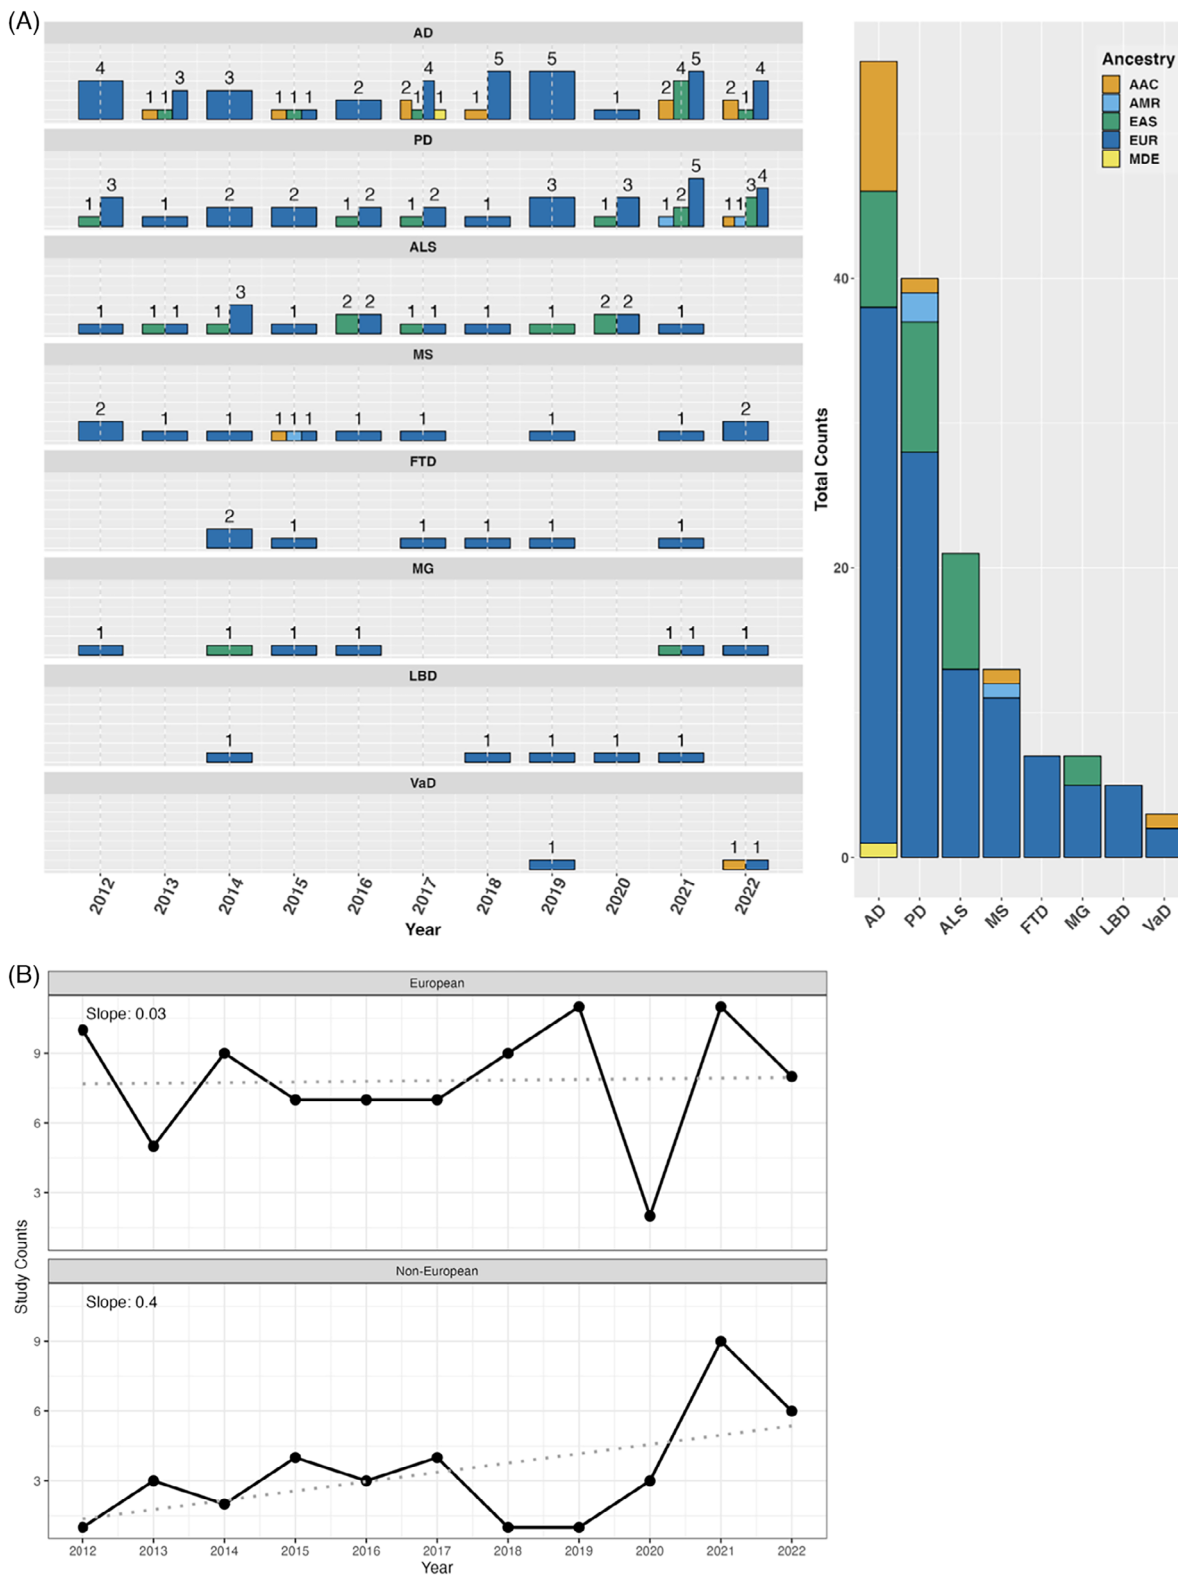 (A)
AD
4 1 1 3 3 1 1 1 2 2 1 4 1 1 5 5 1 2 4 5 2 1 4
PD
1 3 1 2 2 1 2 1 2 1 3 1 3 1 2 5 1 1 3 4
ALS
1 1 1 1 3 1 2 2 1 1 1 1 2 2 1
MS
2 1 1 1 1 1 1 1 1 1 2
FTD
2 1 1 1 1 1
MG
1 1 1 1 1 1 1
LBD
1 1 1 1 1
VaD
1 1 1
2012 2013 2014 2015 2016 2017 2018 2019 2020 2021 2022
Year
Total Counts
40
20
0
AD PD ALS MS FTD MG LBD VaD
Ancestry
AAC
AMR
EAS
EUR
MDE
(B)
European
Slope: 0.03
9
6
3
Study Counts
Non-European
Slope: 0.4
9
6
3
2012 2013 2014 2015 2016 2017 2018 2019 2020 2021 2022
Year